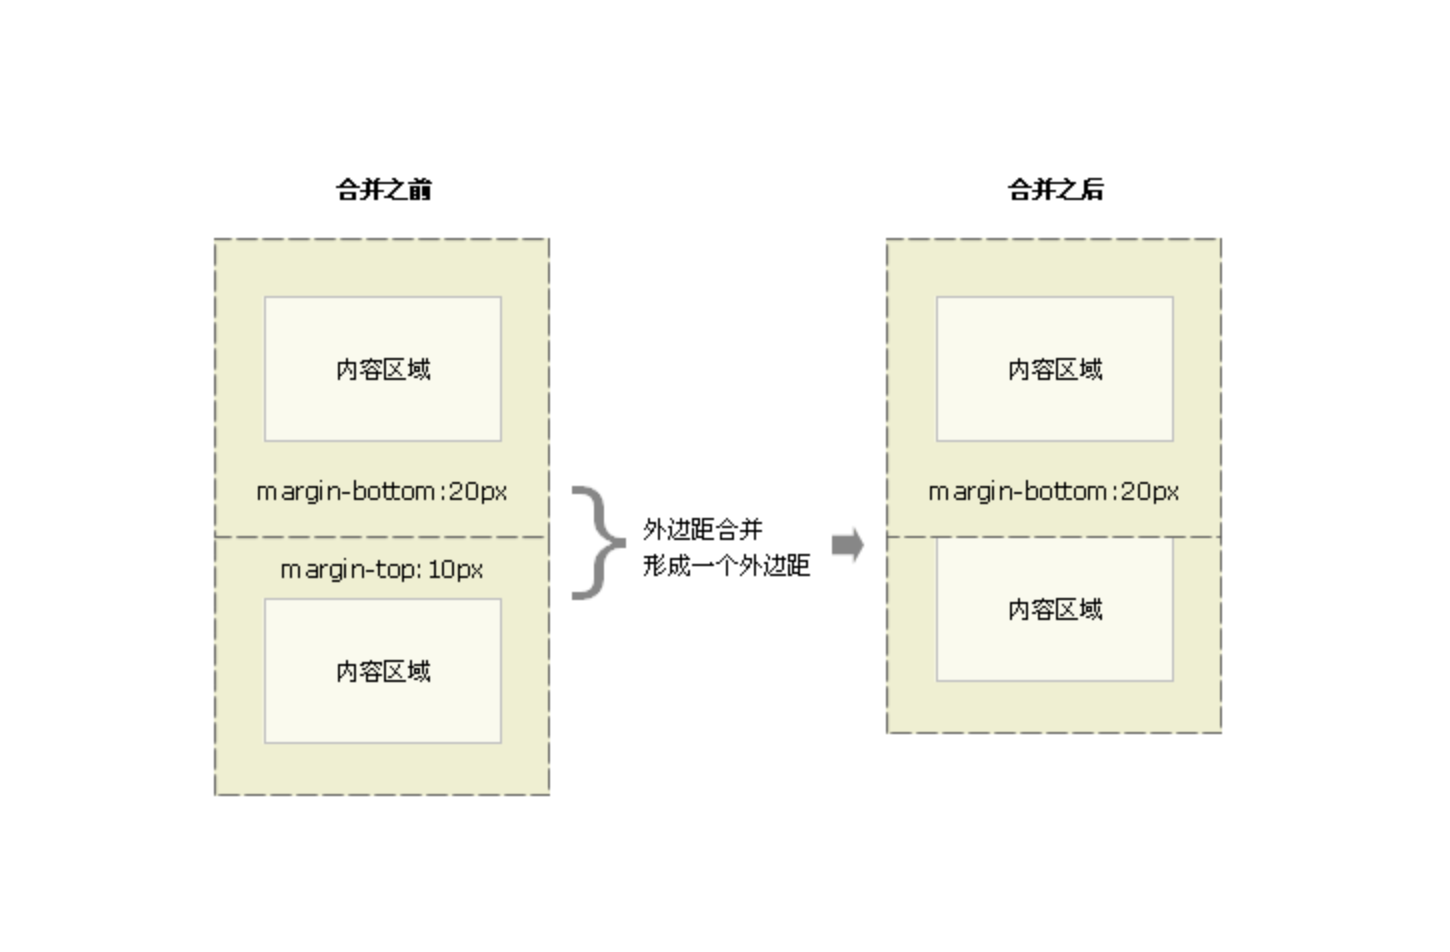 合并之前
内容区域
margin-bottom:20px
margin-top:10px
内容区域
外边距合并
形成一个外边距
合并之后
内容区域
margin-bottom:20px
内容区域